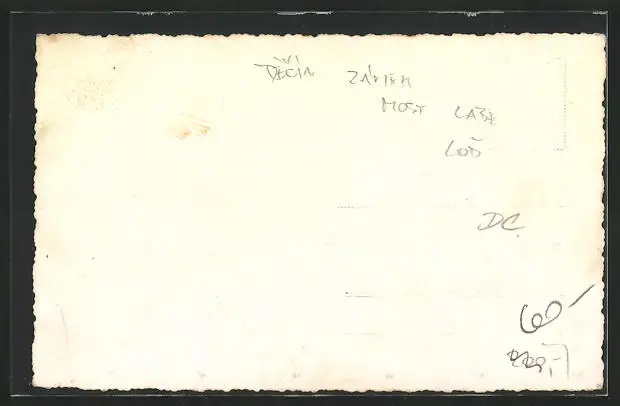 DĚČÍN ZÁMEK
MOST LABE
LOĎ
DC.
60-